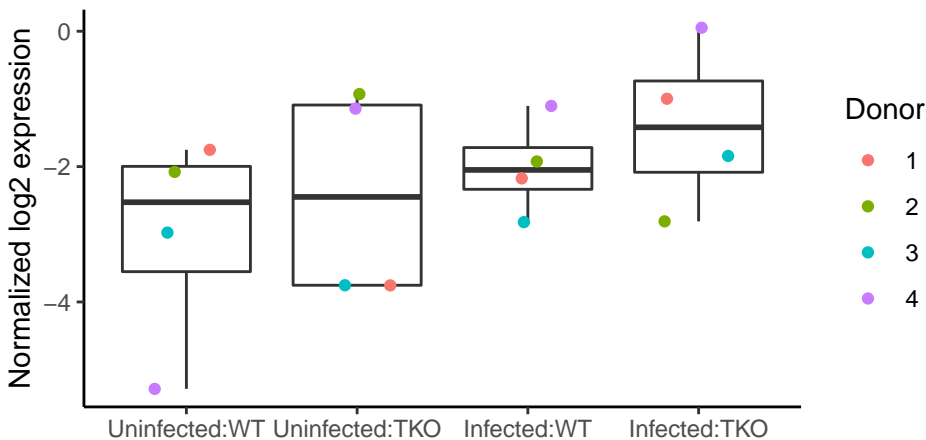 Normalized log2 expression
0
−2
−4
Uninfected:WT
Uninfected:TKO
Infected:WT
Infected:TKO
Donor
1
2
3
4